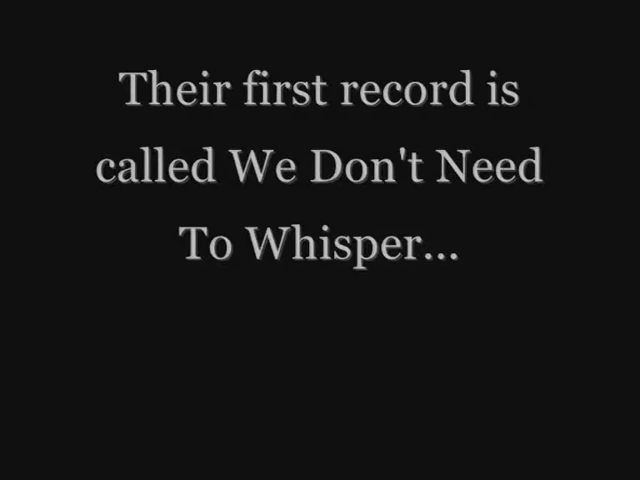 Their first record is
called We Don't Need
To Whisper...